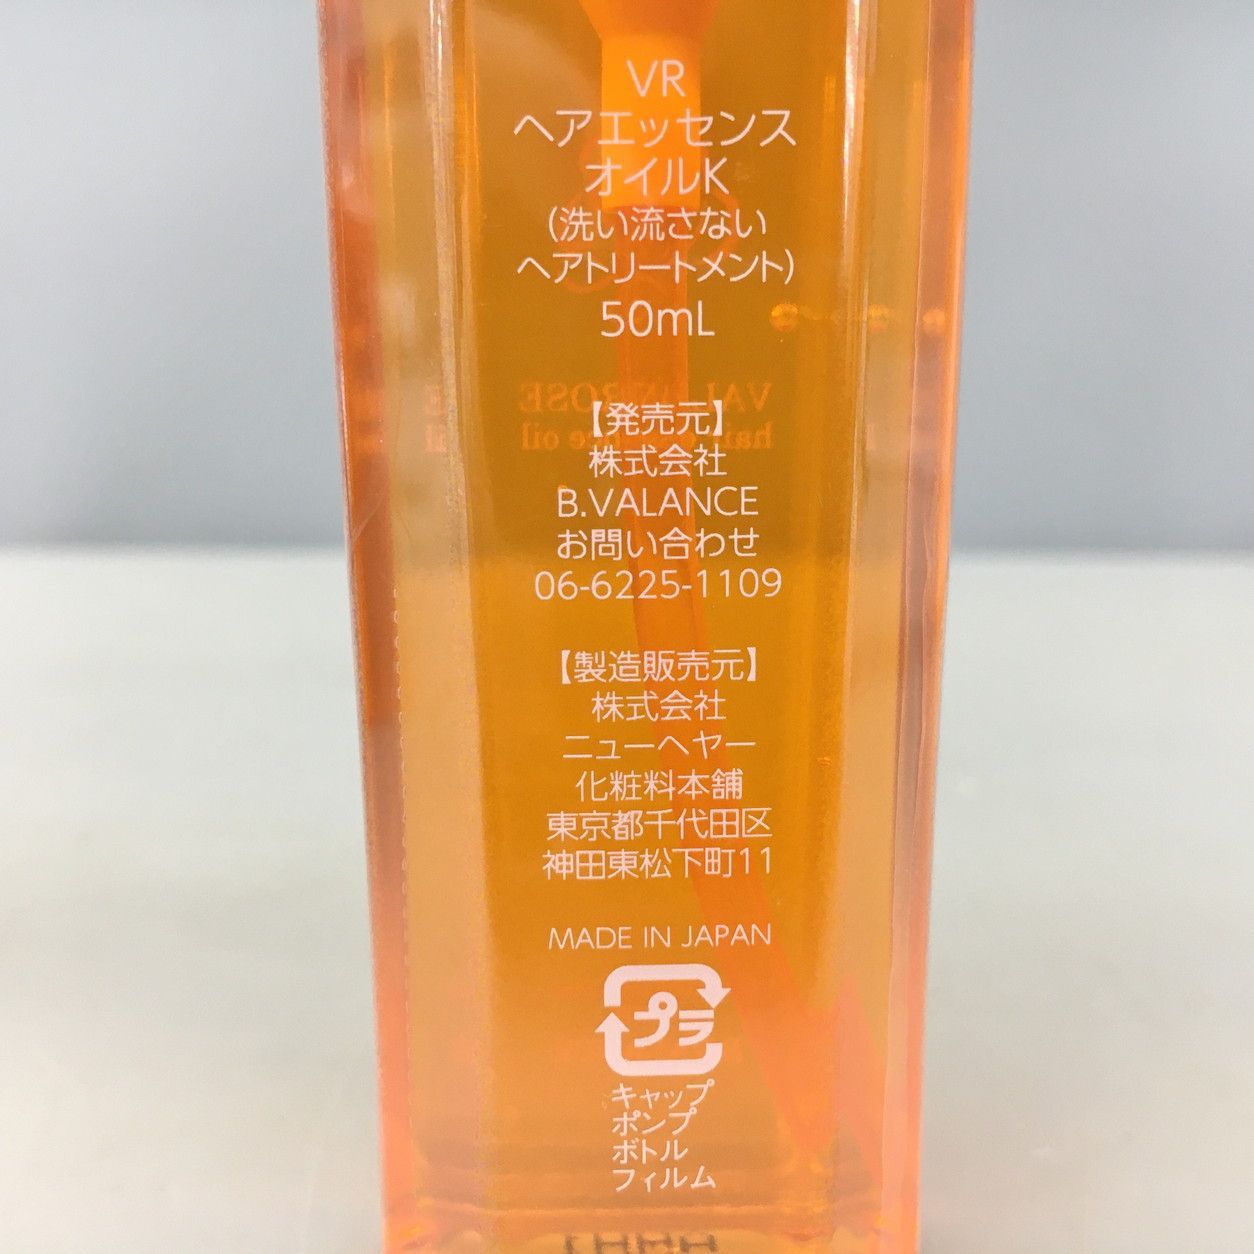 VR
ヘアエッセンス
オイルK
(洗い流さない
ヘアトリートメント)
50mL
【発売元】
株式会社
B.VALANCE
お問い合わせ
06-6225-1109
【製造販売元】
株式会社
ニューヘヤー
化粧料本舗
東京都千代田区
神田東松下町11
MADE IN JAPAN
プラ
キャップ
ポンプ
ボトル
フィルム